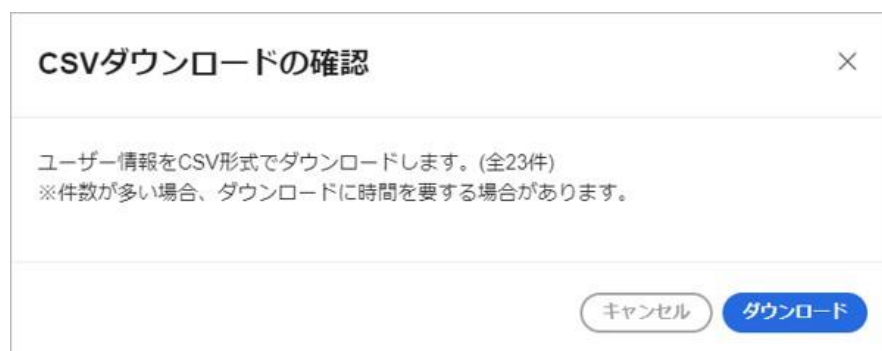 CSVダウンロードの確認
ユーザー情報をCSV形式でダウンロードします。(全23件)
※件数が多い場合、ダウンロードに時間を要する場合があります。
キャンセル
ダウンロード